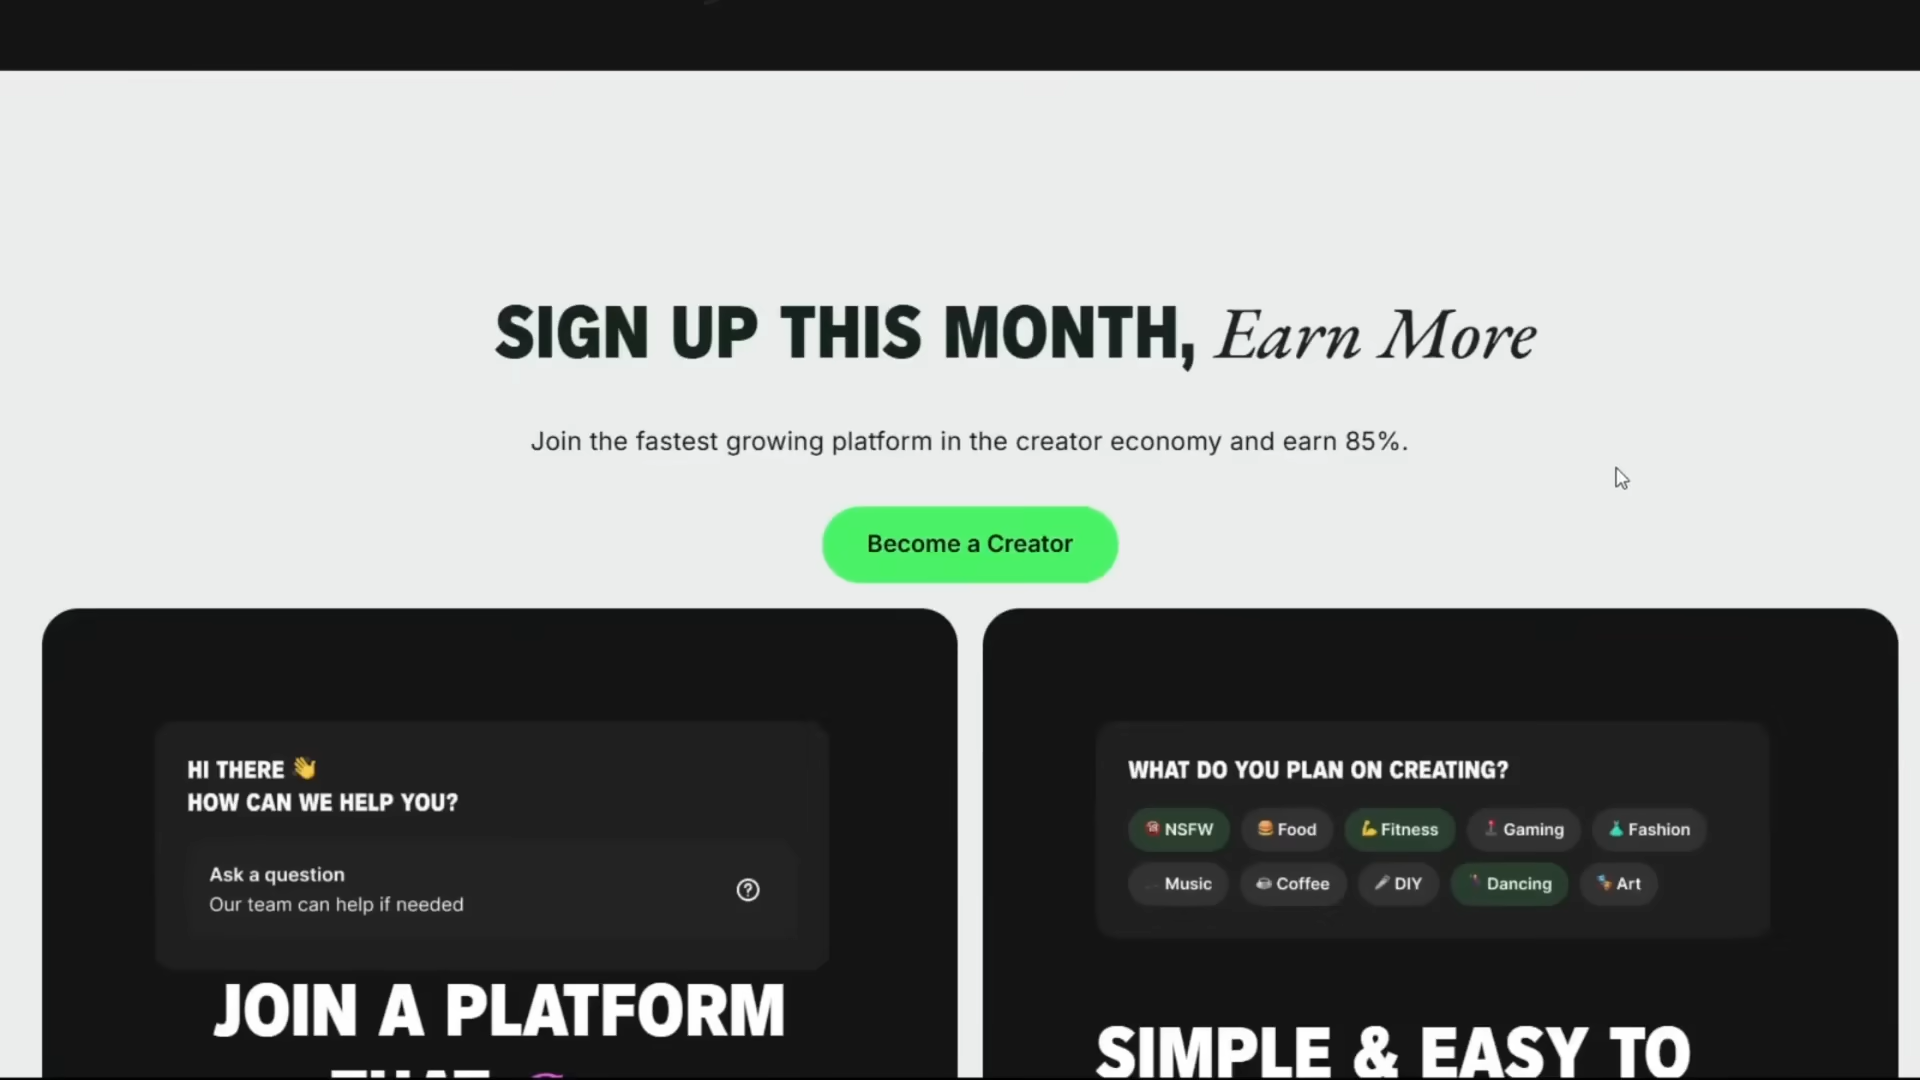 SIGN UP THIS MONTH, Earn More
Join the fastest growing platform in the creator economy and earn 85%.
Become a Creator
HI THERE 👋
HOW CAN WE HELP YOU?
Ask a question
Our team can help if needed
JOIN A PLATFORM
THAT
WHAT DO YOU PLAN ON CREATING?
NSFW Food Fitness Gaming Fashion
Music Coffee DIY Dancing Art
SIMPLE & EASY TO